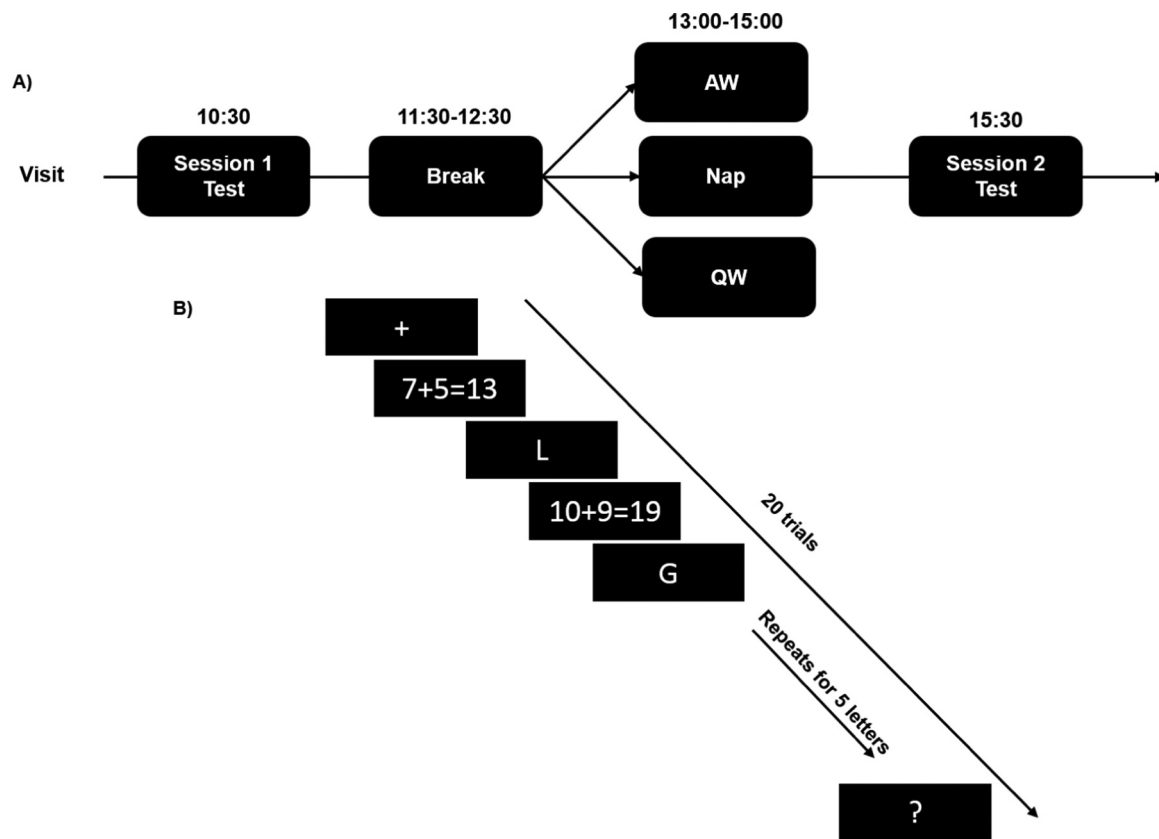 A)
13:00-15:00
AW
10:30
11:30-12:30
15:30
Visit
Session 1
Test
Break
Nap
Session 2
Test
QW
B)
+
7+5=13
L
10+9=19
G
20 trials
Repeats for 5 letters
?